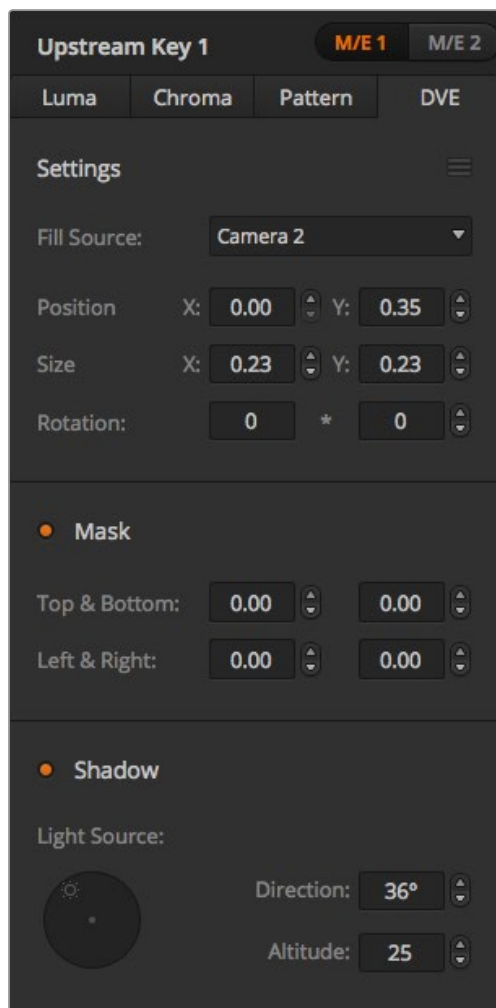 Upstream Key 1 M/E 1 M/E 2
Luma Chroma Pattern DVE
Settings
Fill Source: Camera 2
Position X: 0.00 Y: 0.35
Size X: 0.23 Y: 0.23
Rotation: 0 * 0
Mask
Top & Bottom: 0.00 0.00
Left & Right: 0.00 0.00
Shadow
Light Source:
Direction: 36º
Altitude: 25